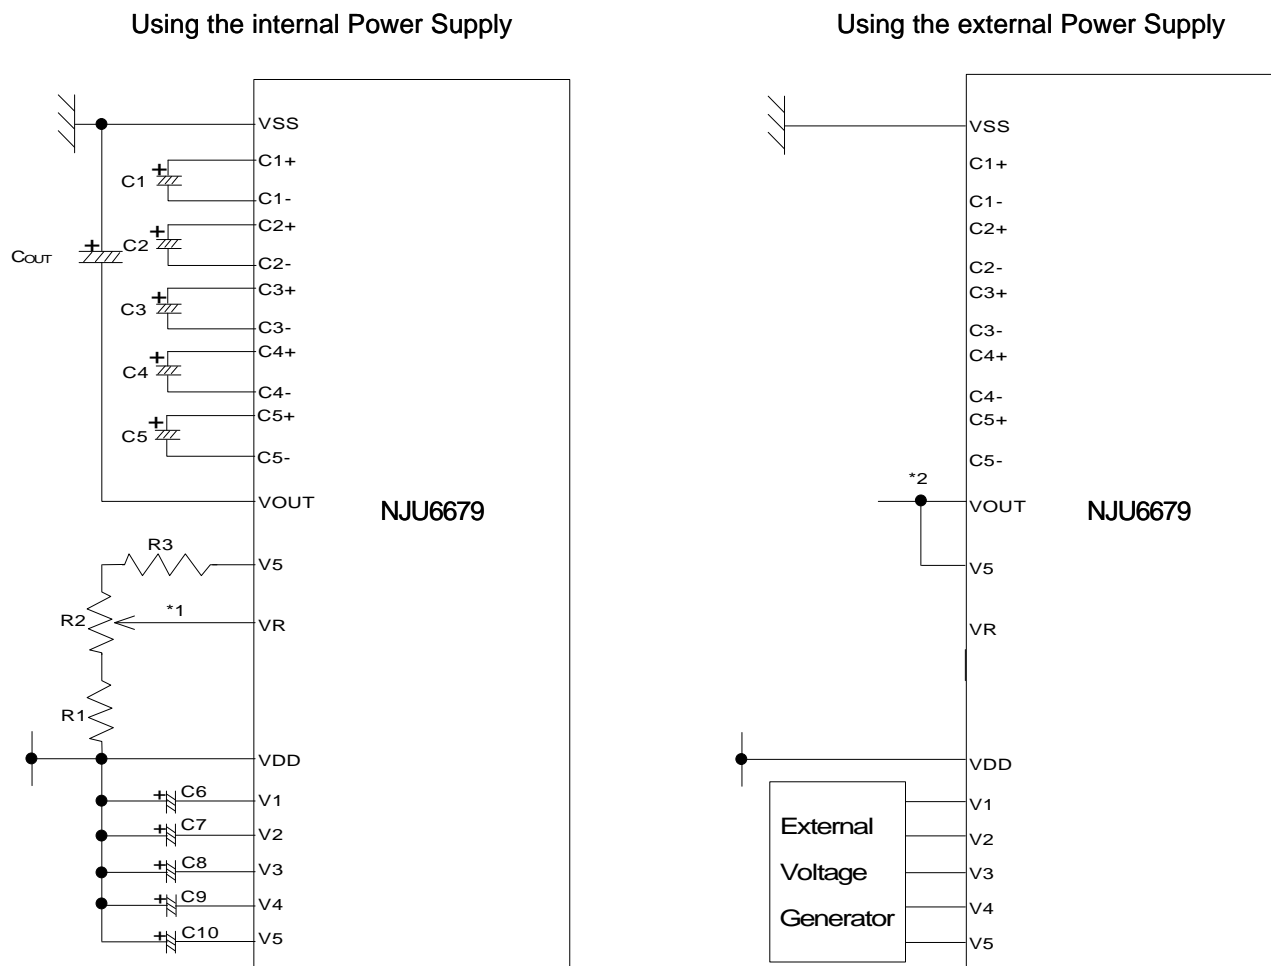 Using the internal Power Supply
VSS
C1+
+
C1
C1-
C2+
+
C2
C2-
+
COUT
C3+
+
C3
C3-
C4+
+
C4
C4-
C5+
+
C5
C5-
VOUT
NJU6679
R3
V5
R2
*1
VR
R1
VDD
+
C6
V1
+
C7
V2
+
C8
V3
+
C9
V4
+
C10
V5
Using the external Power Supply
VSS
C1+
C1-
C2+
C2-
C3+
C3-
C4+
C4-
C5+
C5-
*2
VOUT
NJU6679
V5
VR
VDD
External
Voltage
Generator
V1
V2
V3
V4
V5